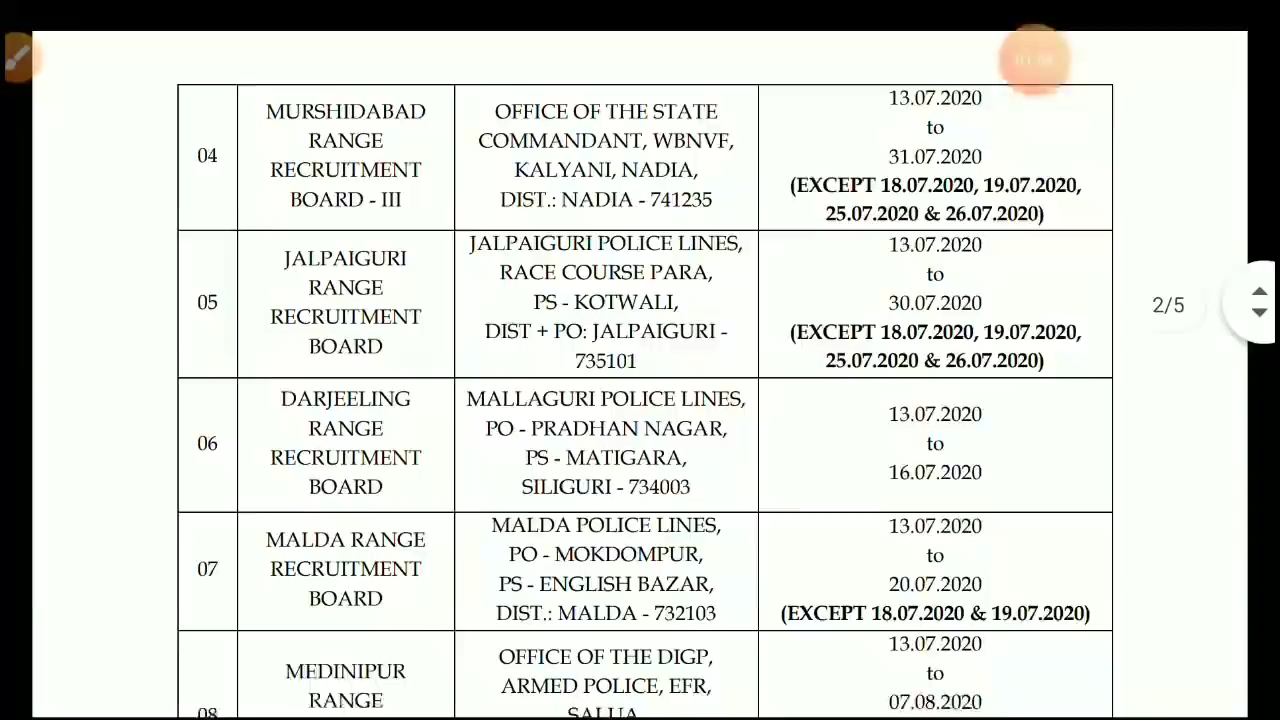 04
MURSHIDABAD
RANGE
RECRUITMENT
BOARD - III
OFFICE OF THE STATE
COMMANDANT, WBNVF,
KALYANI, NADIA,
DIST.: NADIA - 741235
13.07.2020
to
31.07.2020
(EXCEPT 18.07.2020, 19.07.2020,
25.07.2020 & 26.07.2020)
05
JALPAIGURI
RANGE
RECRUITMENT
BOARD
JALPAIGURI POLICE LINES,
RACE COURSE PARA,
PS - KOTWALI,
DIST + PO: JALPAIGURI -
735101
13.07.2020
to
30.07.2020
(EXCEPT 18.07.2020, 19.07.2020,
25.07.2020 & 26.07.2020)
2/5
06
DARJEELING
RANGE
RECRUITMENT
BOARD
MALLAGURI POLICE LINES,
PO - PRADHAN NAGAR,
PS - MATIGARA,
SILIGURI - 734003
13.07.2020
to
16.07.2020
07
MALDA RANGE
RECRUITMENT
BOARD
MALDA POLICE LINES,
PO - MOKDOMPUR,
PS - ENGLISH BAZAR,
DIST.: MALDA - 732103
13.07.2020
to
20.07.2020
(EXCEPT 18.07.2020 & 19.07.2020)
08
MEDINIPUR
RANGE
OFFICE OF THE DIGP,
ARMED POLICE, EFR,
SALUA
13.07.2020
to
07.08.2020